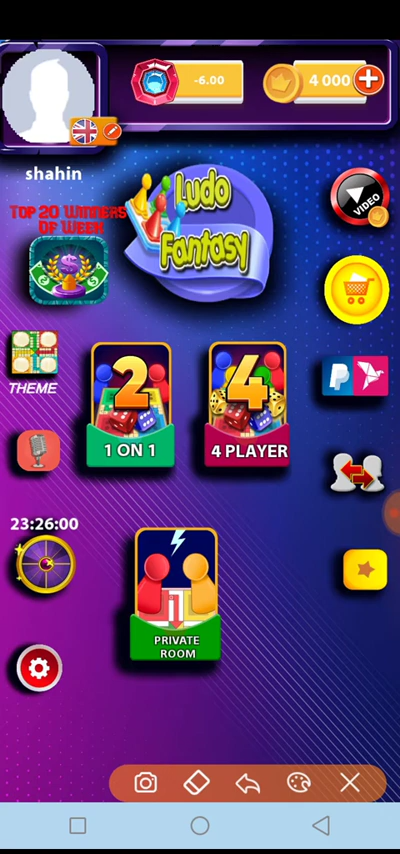 -6.00
4 000
shahin
Top 20 Winners
Of Week
Ludo
Fantasy
VIDEO
THEME
2
1 ON 1
4
4 PLAYER
23:26:00
PRIVATE
ROOM